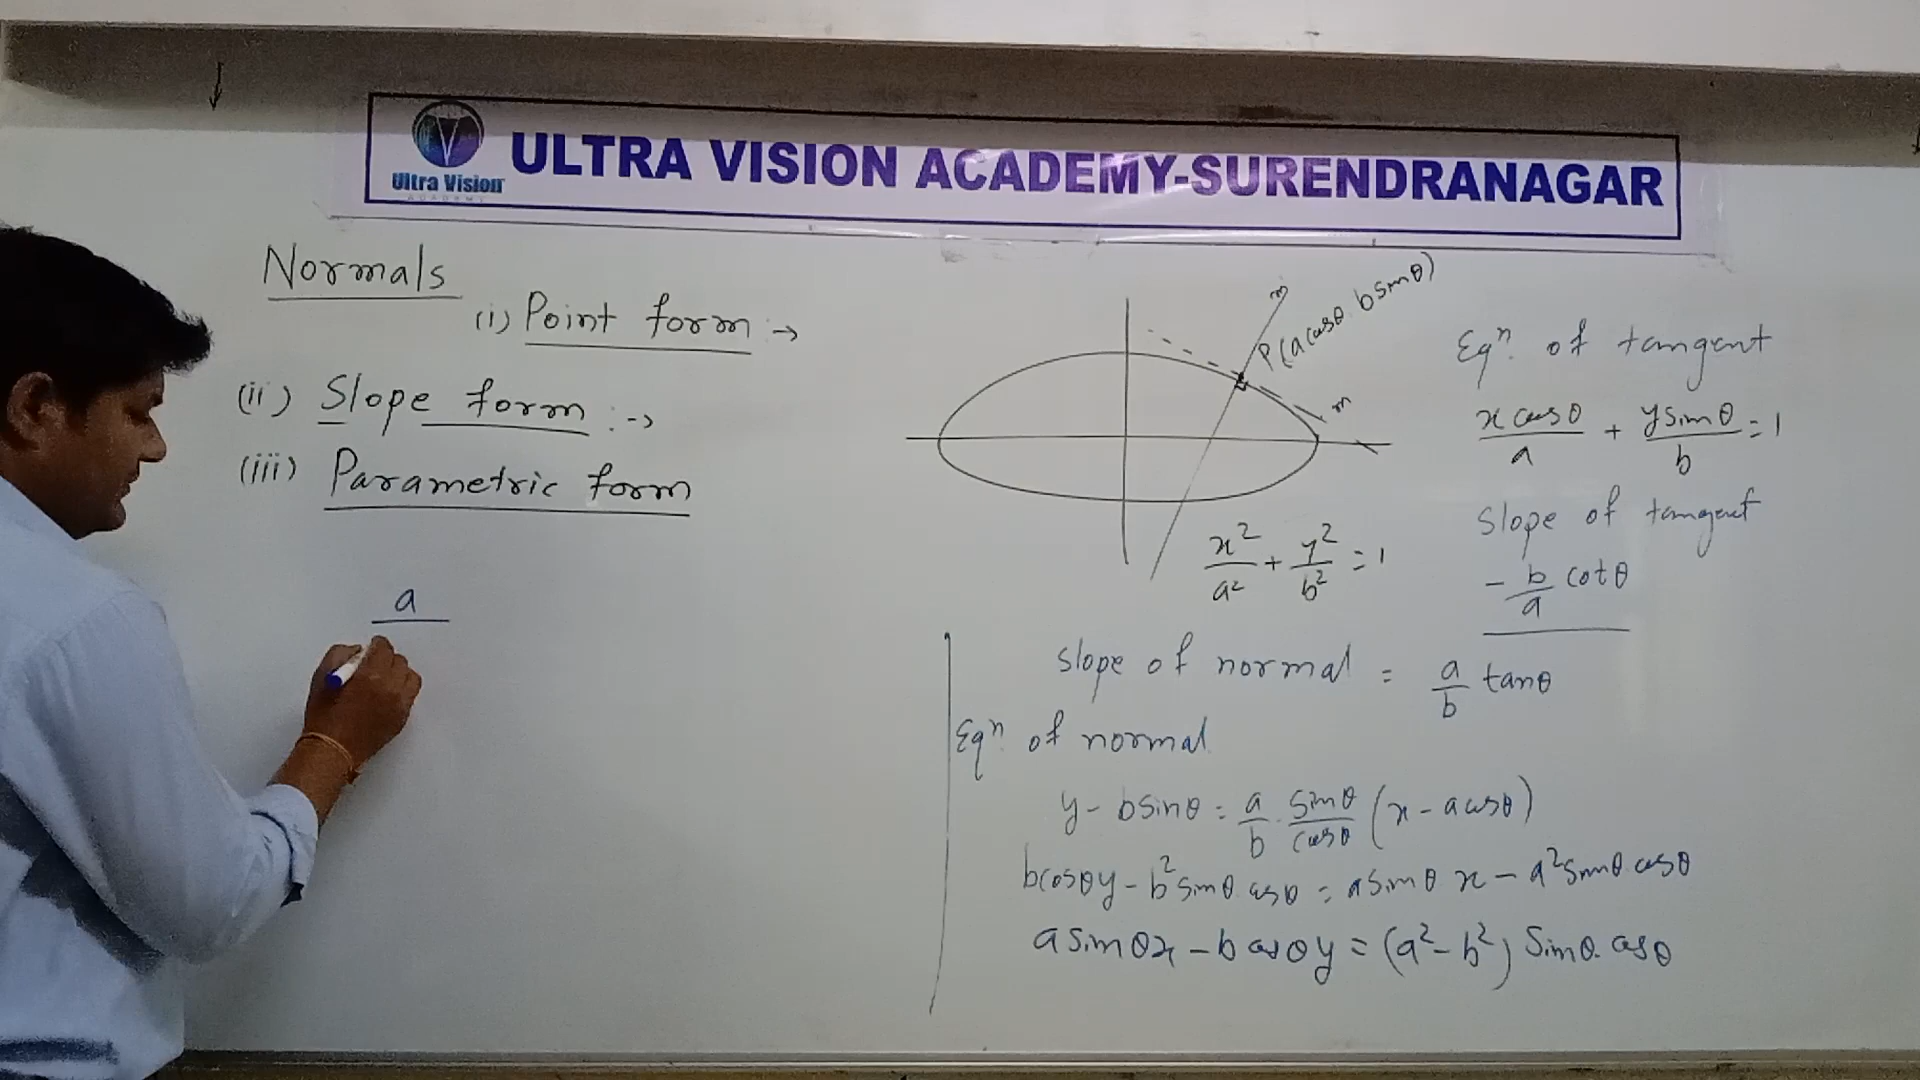 Ultra Vision
ACADEMY
ULTRA VISION ACADEMY-SURENDRANAGAR
Normals
(i) Point form :→
(ii) Slope form :→
(iii) Parametric form
a
m
P(a cosθ, b sinθ)
m
x²/a² + y²/b² = 1
Eqⁿ. of tangent
x cosθ/a + y sinθ/b = 1
Slope of tangent
- b/a cotθ
Slope of normal = a/b tanθ
Eqⁿ. of normal
y - b sinθ = a/b · sinθ/cosθ (x - a cosθ)
b cosθ y - b² sinθ. cosθ = a sinθ x - a² sinθ. cosθ
a sinθ x - b cosθ y = (a² - b²) sinθ. cosθ